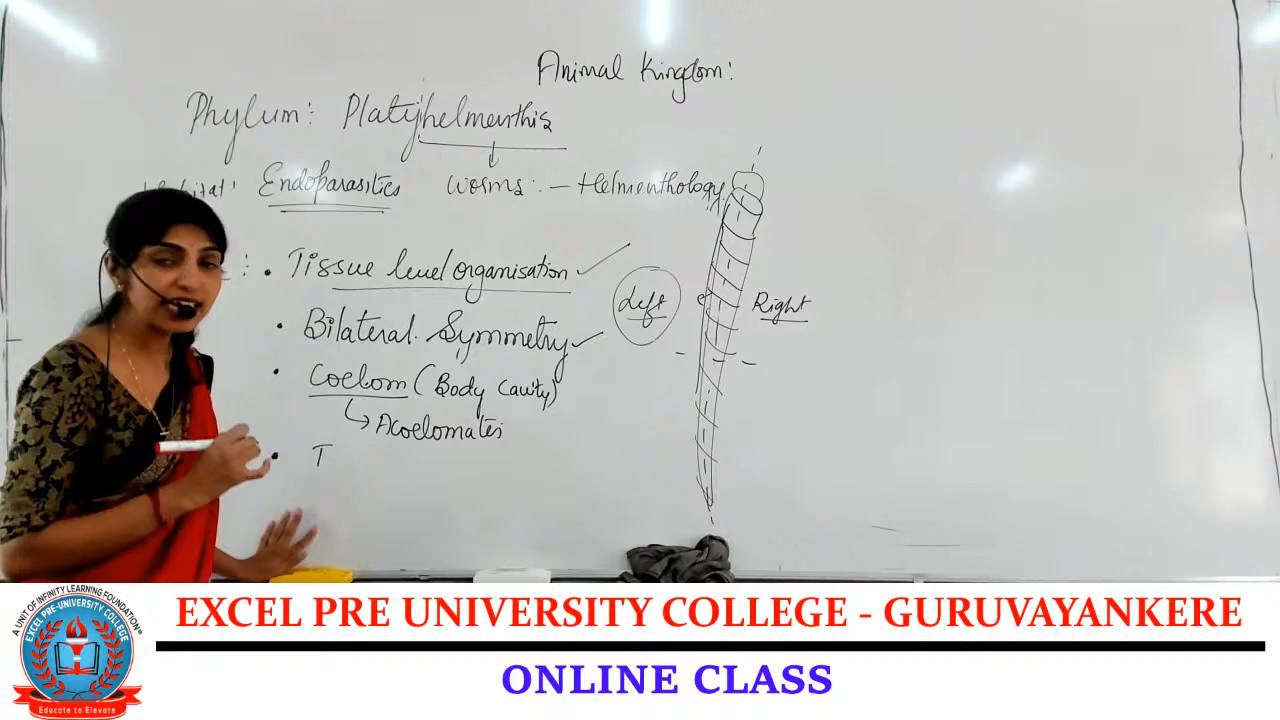 Animal Kingdom:
Phylum: Platyhelmenthis
Endoparasitics worms: - Helmenthology
: • Tissue level organisation
• Bilateral Symmetry
Left
Right
• Coelom (Body cavity)
Acoelomates
• T
A UNIT OF INFINITY LEARNING FOUNDATION
EXCEL PRE-UNIVERSITY COLLEGE
Educate to Elevate
EXCEL PRE UNIVERSITY COLLEGE - GURUVAYANKERE
ONLINE CLASS